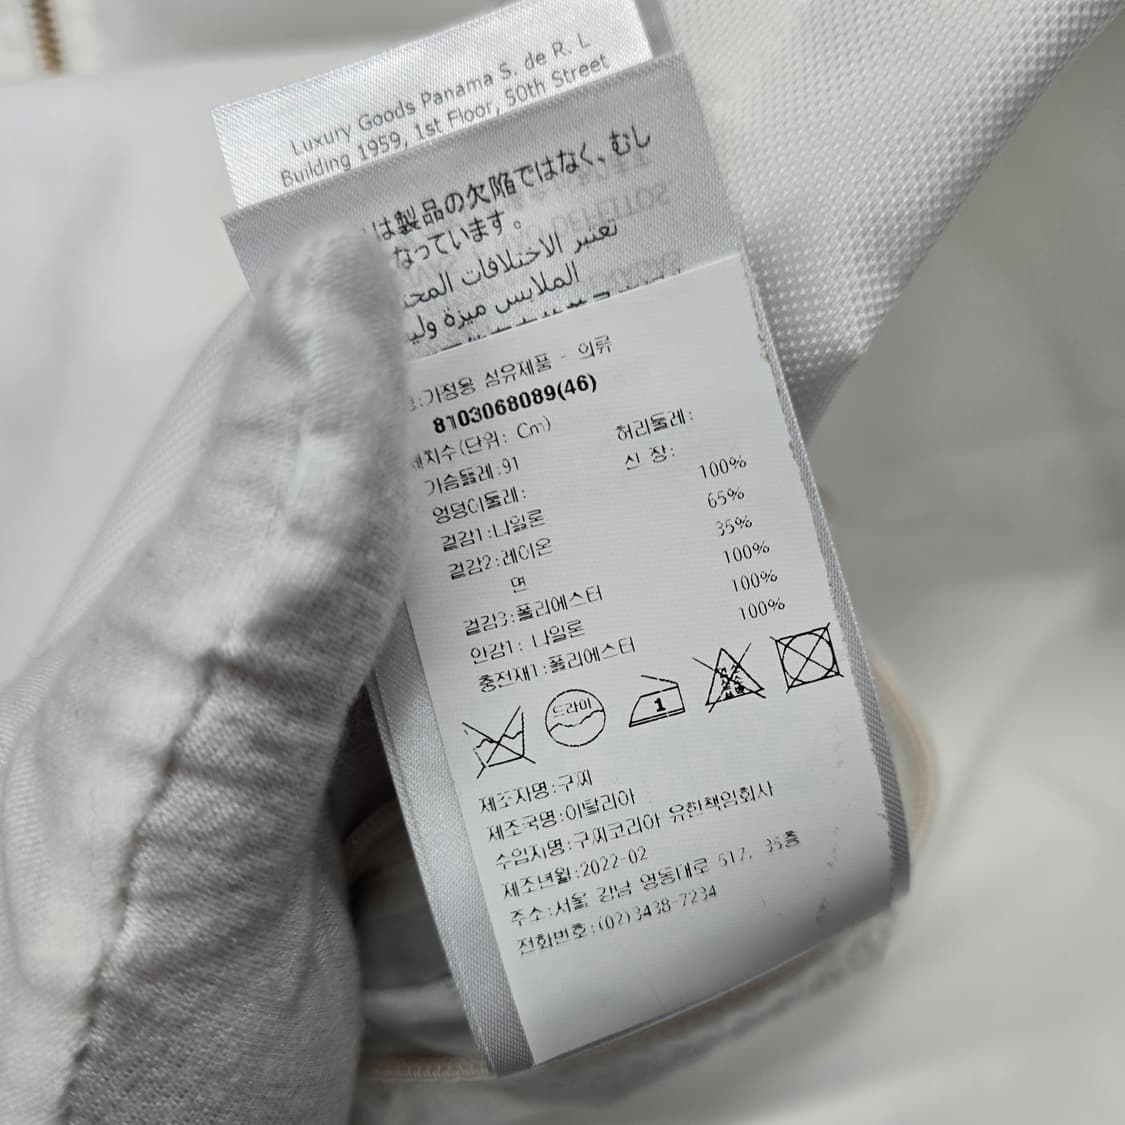 Luxury Goods Panama S. de R. L
Building 1959, 1st Floor, 50th Street
は製品の欠陥ではなく、むし
なっています。
تعتبر الاختلافات المحد
الملابس ميزة ولي
:가정용 섬유제품 - 의류
8103068089(46)
체치수(단위: Cm)
가슴둘레:91 허리둘레:
엉덩이둘레: 신 장:
겉감1:나일론 100%
겉감2:레이온 65%
면 35%
겉감3:폴리에스터 100%
안감1: 나일론 100%
충전재1:폴리에스터 100%
드라이
1
제조자명:구찌
제조국명:이탈리아
수입자명:구찌코리아 유한책임회사
제조년월:2022-02
주소:서울 강남 영동대로 517, 35층
전화번호:(02)3438-7234